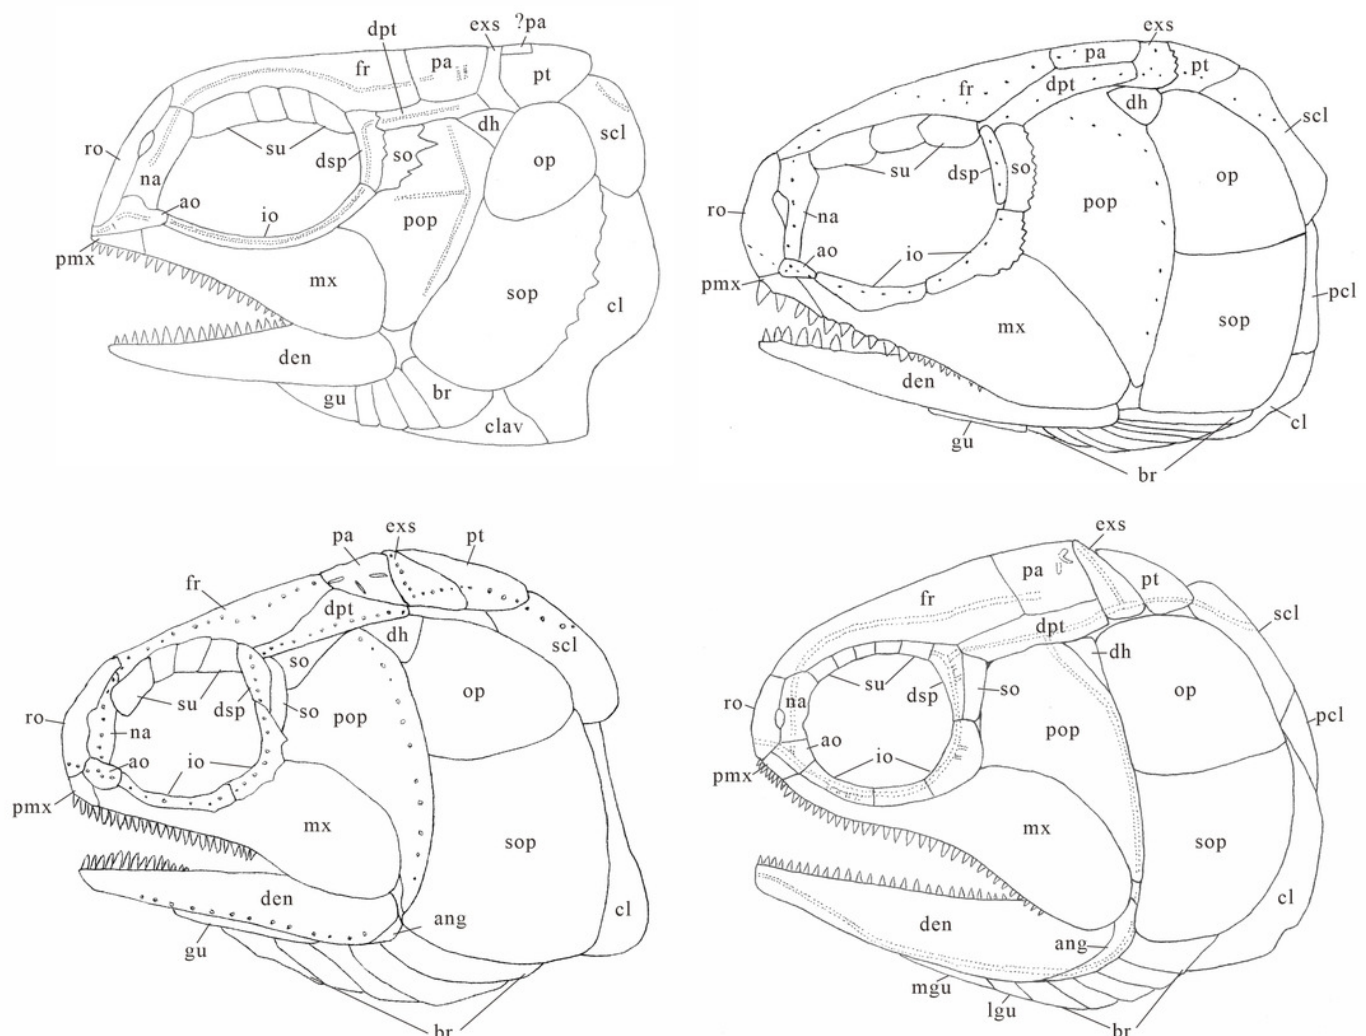 dpt exs ?pa
fr pa pt
ro su dsp so dh op scl
na ao io pop
pmx mx sop cl
den
gu br clav
exs
pa pt
fr dpt dh scl
su dsp so op
ro na pop
ao io
pmx mx sop pcl
den
gu cl
br
exs pt
pa
fr dpt
so dh scl
su dsp so op
ro na pop
ao io
pmx mx sop
den
gu ang cl
br
exs
pa pt
fr scl
dpt dh
su dsp so op
ro na pop pcl
ao io
pmx mx sop
den ang cl
mgu
lgu br